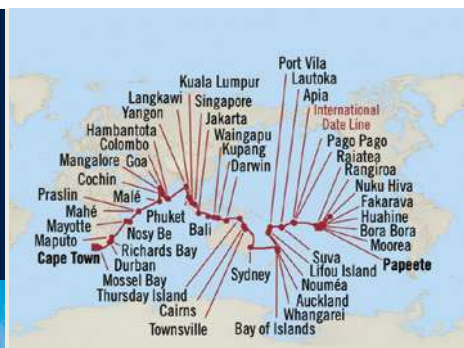 Port Vila
Kuala Lumpur
Lautoka
Langkawi
Singapore
Apia
Yangon
Jakarta
International
Date Line
Hambantota
Waingapu
Colombo
Kupang
Pago Pago
Mangalore
Goa
Darwin
Raiatea
Cochin
Rangiroa
Praslin
Malé
Nuku Hiva
Mahé
Phuket
Fakarava
Mayotte
Nosy Be
Bali
Huahine
Maputo
Richards Bay
Suva
Bora Bora
Cape Town
Durban
Lifou Island
Moorea
Mossel Bay
Sydney
Nouméa
Papeete
Thursday Island
Auckland
Cairns
Whangarei
Townsville
Bay of Islands